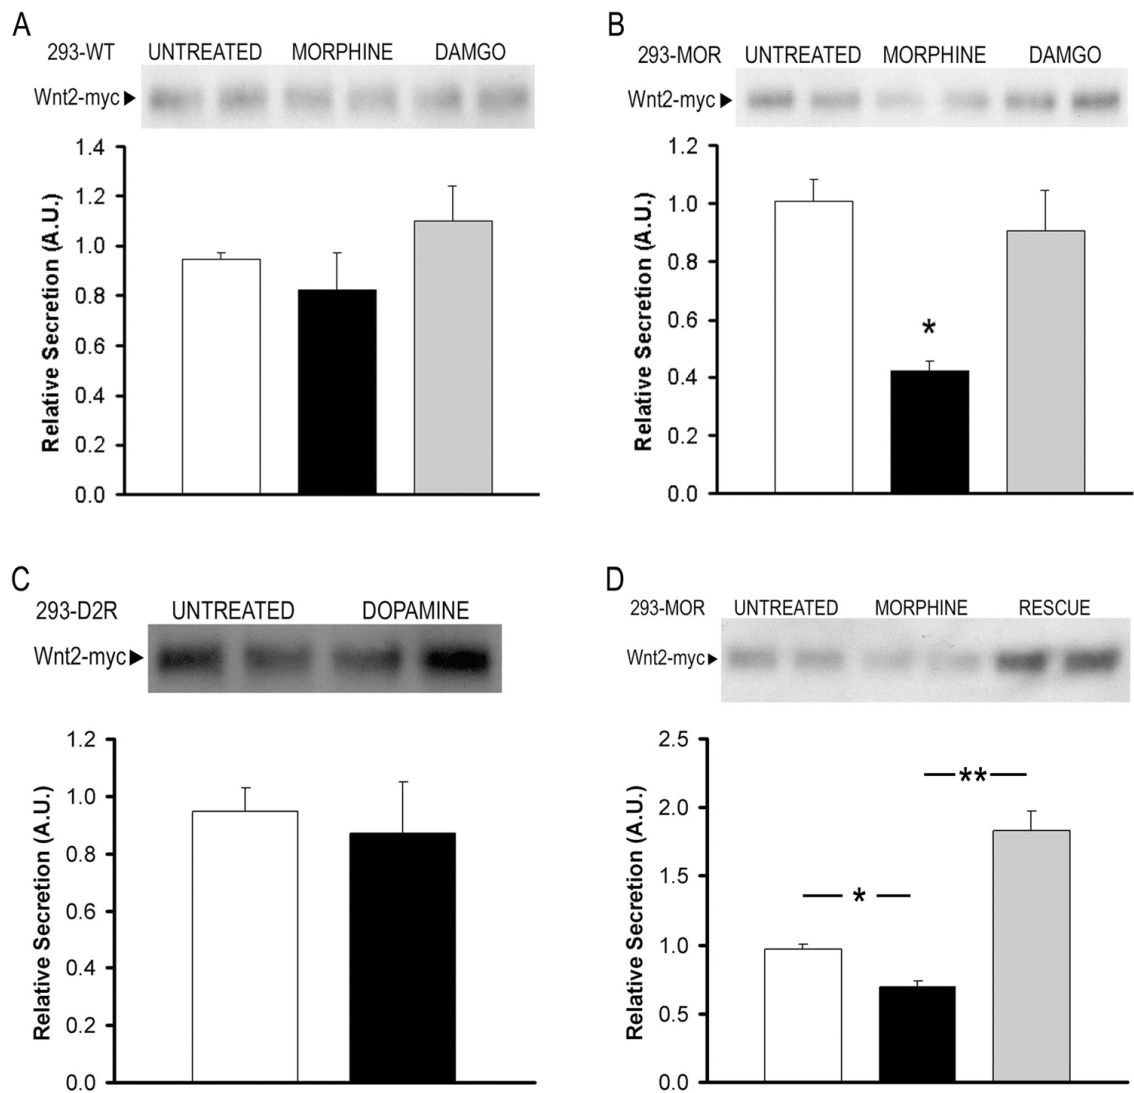 A
293-WT UNTREATED MORPHINE DAMGO
Wnt2-myc
Relative Secretion (A.U.)
1.4
1.2
1.0
0.8
0.6
0.4
0.2
0.0
B
293-MOR UNTREATED MORPHINE DAMGO
Wnt2-myc
Relative Secretion (A.U.)
1.2
1.0
0.8
0.6
0.4
0.2
0.0
*
C
293-D2R UNTREATED DOPAMINE
Wnt2-myc
Relative Secretion (A.U.)
1.2
1.0
0.8
0.6
0.4
0.2
0.0
D
293-MOR UNTREATED MORPHINE RESCUE
Wnt2-myc
Relative Secretion (A.U.)
2.5
2.0
1.5
1.0
0.5
0.0
**
*